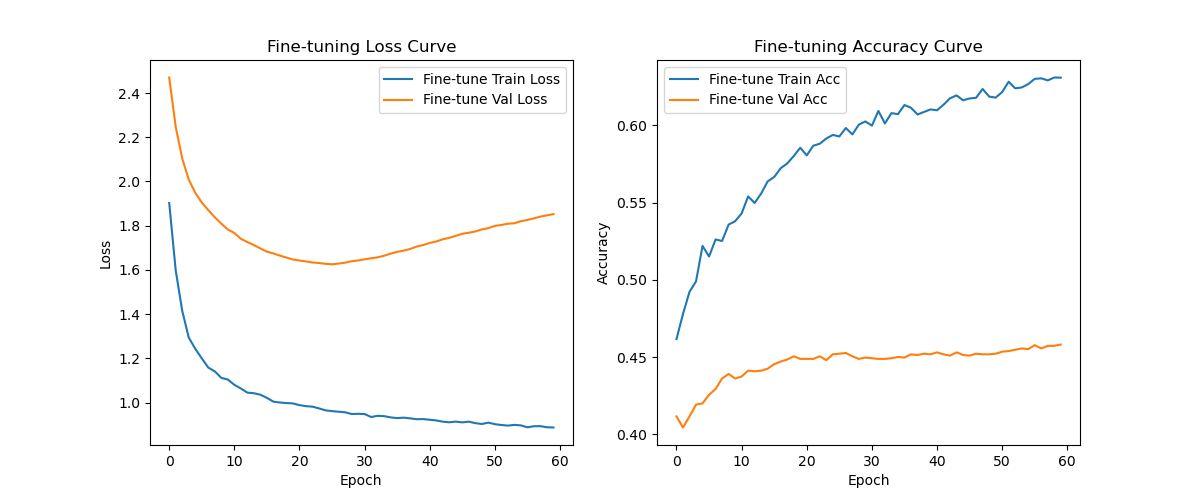 Fine-tuning Loss Curve
Fine-tune Train Loss
Fine-tune Val Loss
2.4
2.2
2.0
1.8
1.6
1.4
1.2
1.0
Loss
0 10 20 30 40 50 60
Epoch
Fine-tuning Accuracy Curve
Fine-tune Train Acc
Fine-tune Val Acc
0.60
0.55
0.50
0.45
0.40
Accuracy
0 10 20 30 40 50 60
Epoch